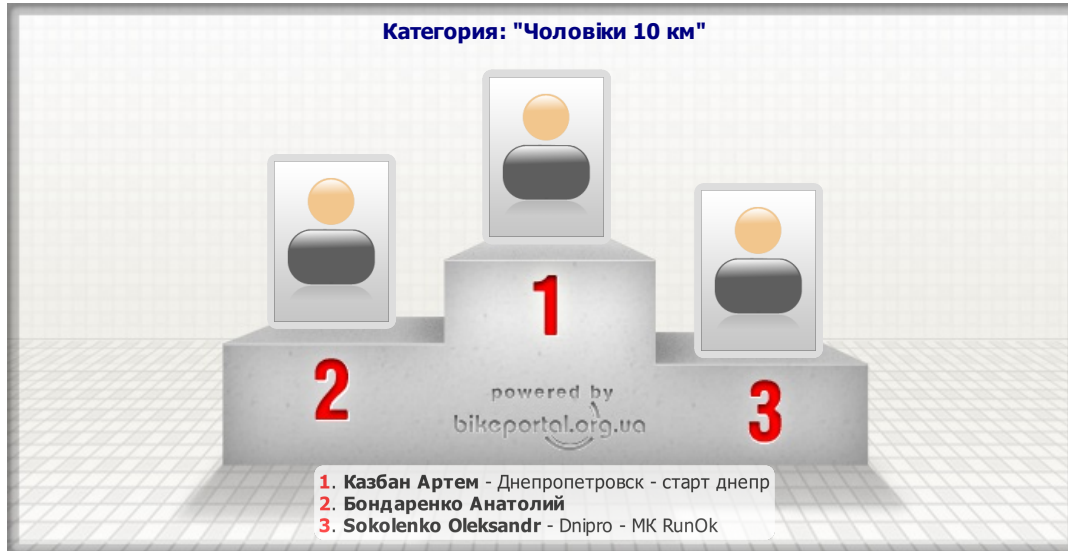 Категория: "Чоловіки 10 км"
1
2
3
powered by
bikeportal.org.ua
1. Казбан Артем - Днепропетровск - старт днепр
2. Бондаренко Анатолий
3. Sokolenko Oleksandr - Dnipro - МК RunOk